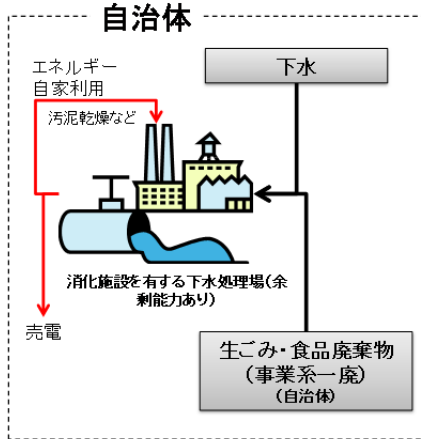 自治体
エネルギー
自家利用
下水
汚泥乾燥など
消化施設を有する下水処理場(余
剰能力あり)
売電
生ごみ・食品廃棄物
(事業系一廃)
(自治体)